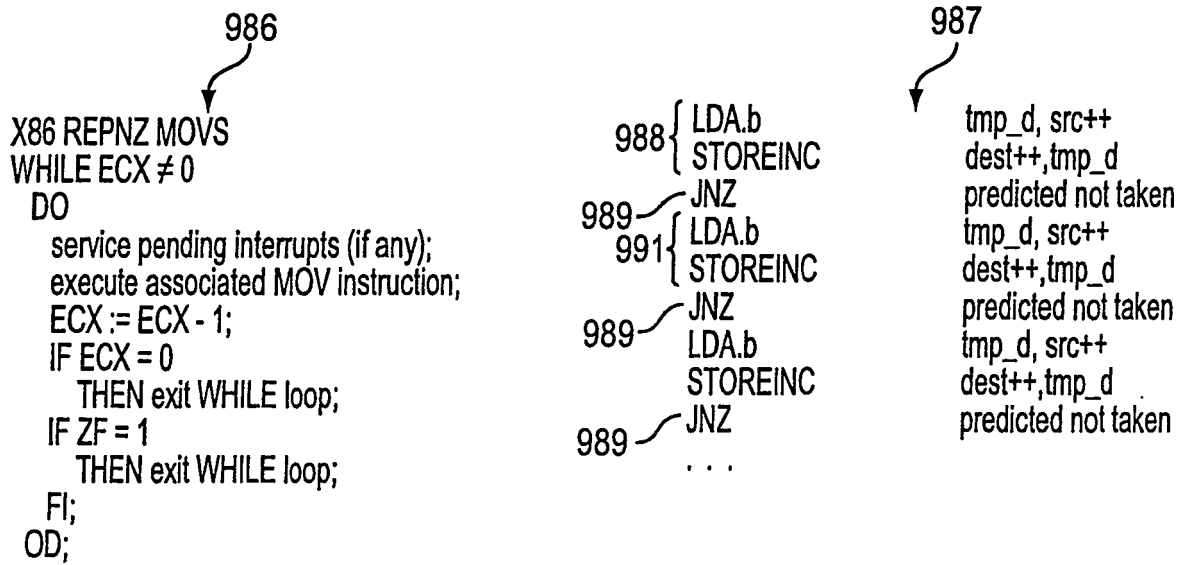 986
X86 REPNZ MOVS
WHILE ECX ≠ 0
DO
service pending interrupts (if any);
execute associated MOV instruction;
ECX := ECX - 1;
IF ECX = 0
THEN exit WHILE loop;
IF ZF = 1
THEN exit WHILE loop;
FI;
OD;
987
988 { LDA.b tmp_d, src++
STOREINC dest++,tmp_d
989 JNZ predicted not taken
991 { LDA.b tmp_d, src++
STOREINC dest++,tmp_d
989 JNZ predicted not taken
LDA.b tmp_d, src++
STOREINC dest++,tmp_d
989 JNZ predicted not taken
. . .